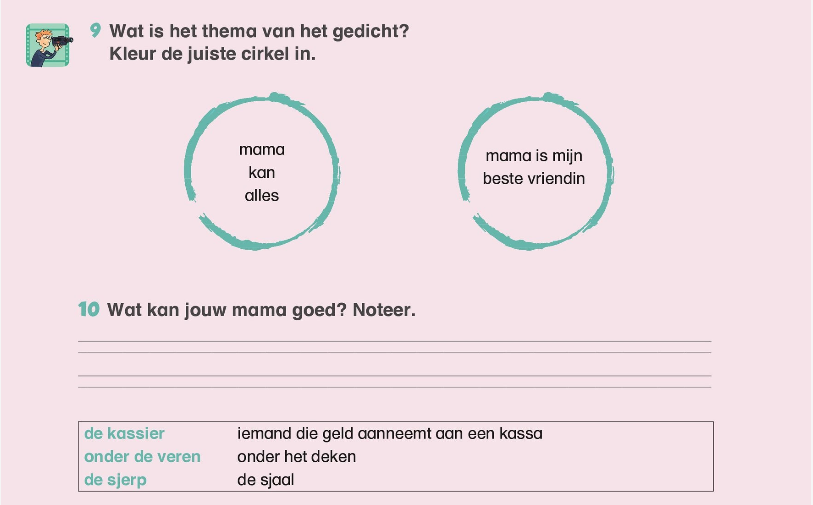 9 Wat is het thema van het gedicht?
Kleur de juiste cirkel in.
mama
kan
alles
mama is mijn
beste vriendin
10 Wat kan jouw mama goed? Noteer.
de kassier iemand die geld aanneemt aan een kassa
onder de veren onder het deken
de sjerp de sjaal